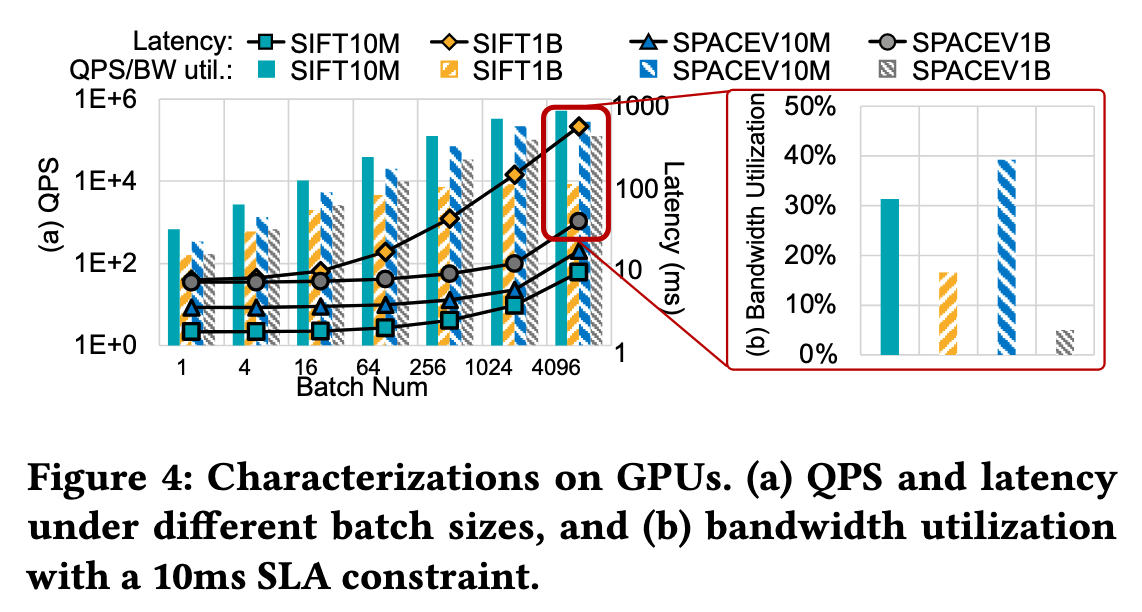 Latency: SIFT10M SIFT1B SPACEV10M SPACEV1B
QPS/BW util.: SIFT10M SIFT1B SPACEV10M SPACEV1B
(a) QPS
1E+6
1E+4
1E+2
1E+0
1 4 16 64 256 1024 4096
Batch Num
1000
100
10
1
Latency (ms)
(b) Bandwidth Utilization
50%
40%
30%
20%
10%
0%
Figure 4: Characterizations on GPUs. (a) QPS and latency
under different batch sizes, and (b) bandwidth utilization
with a 10ms SLA constraint.